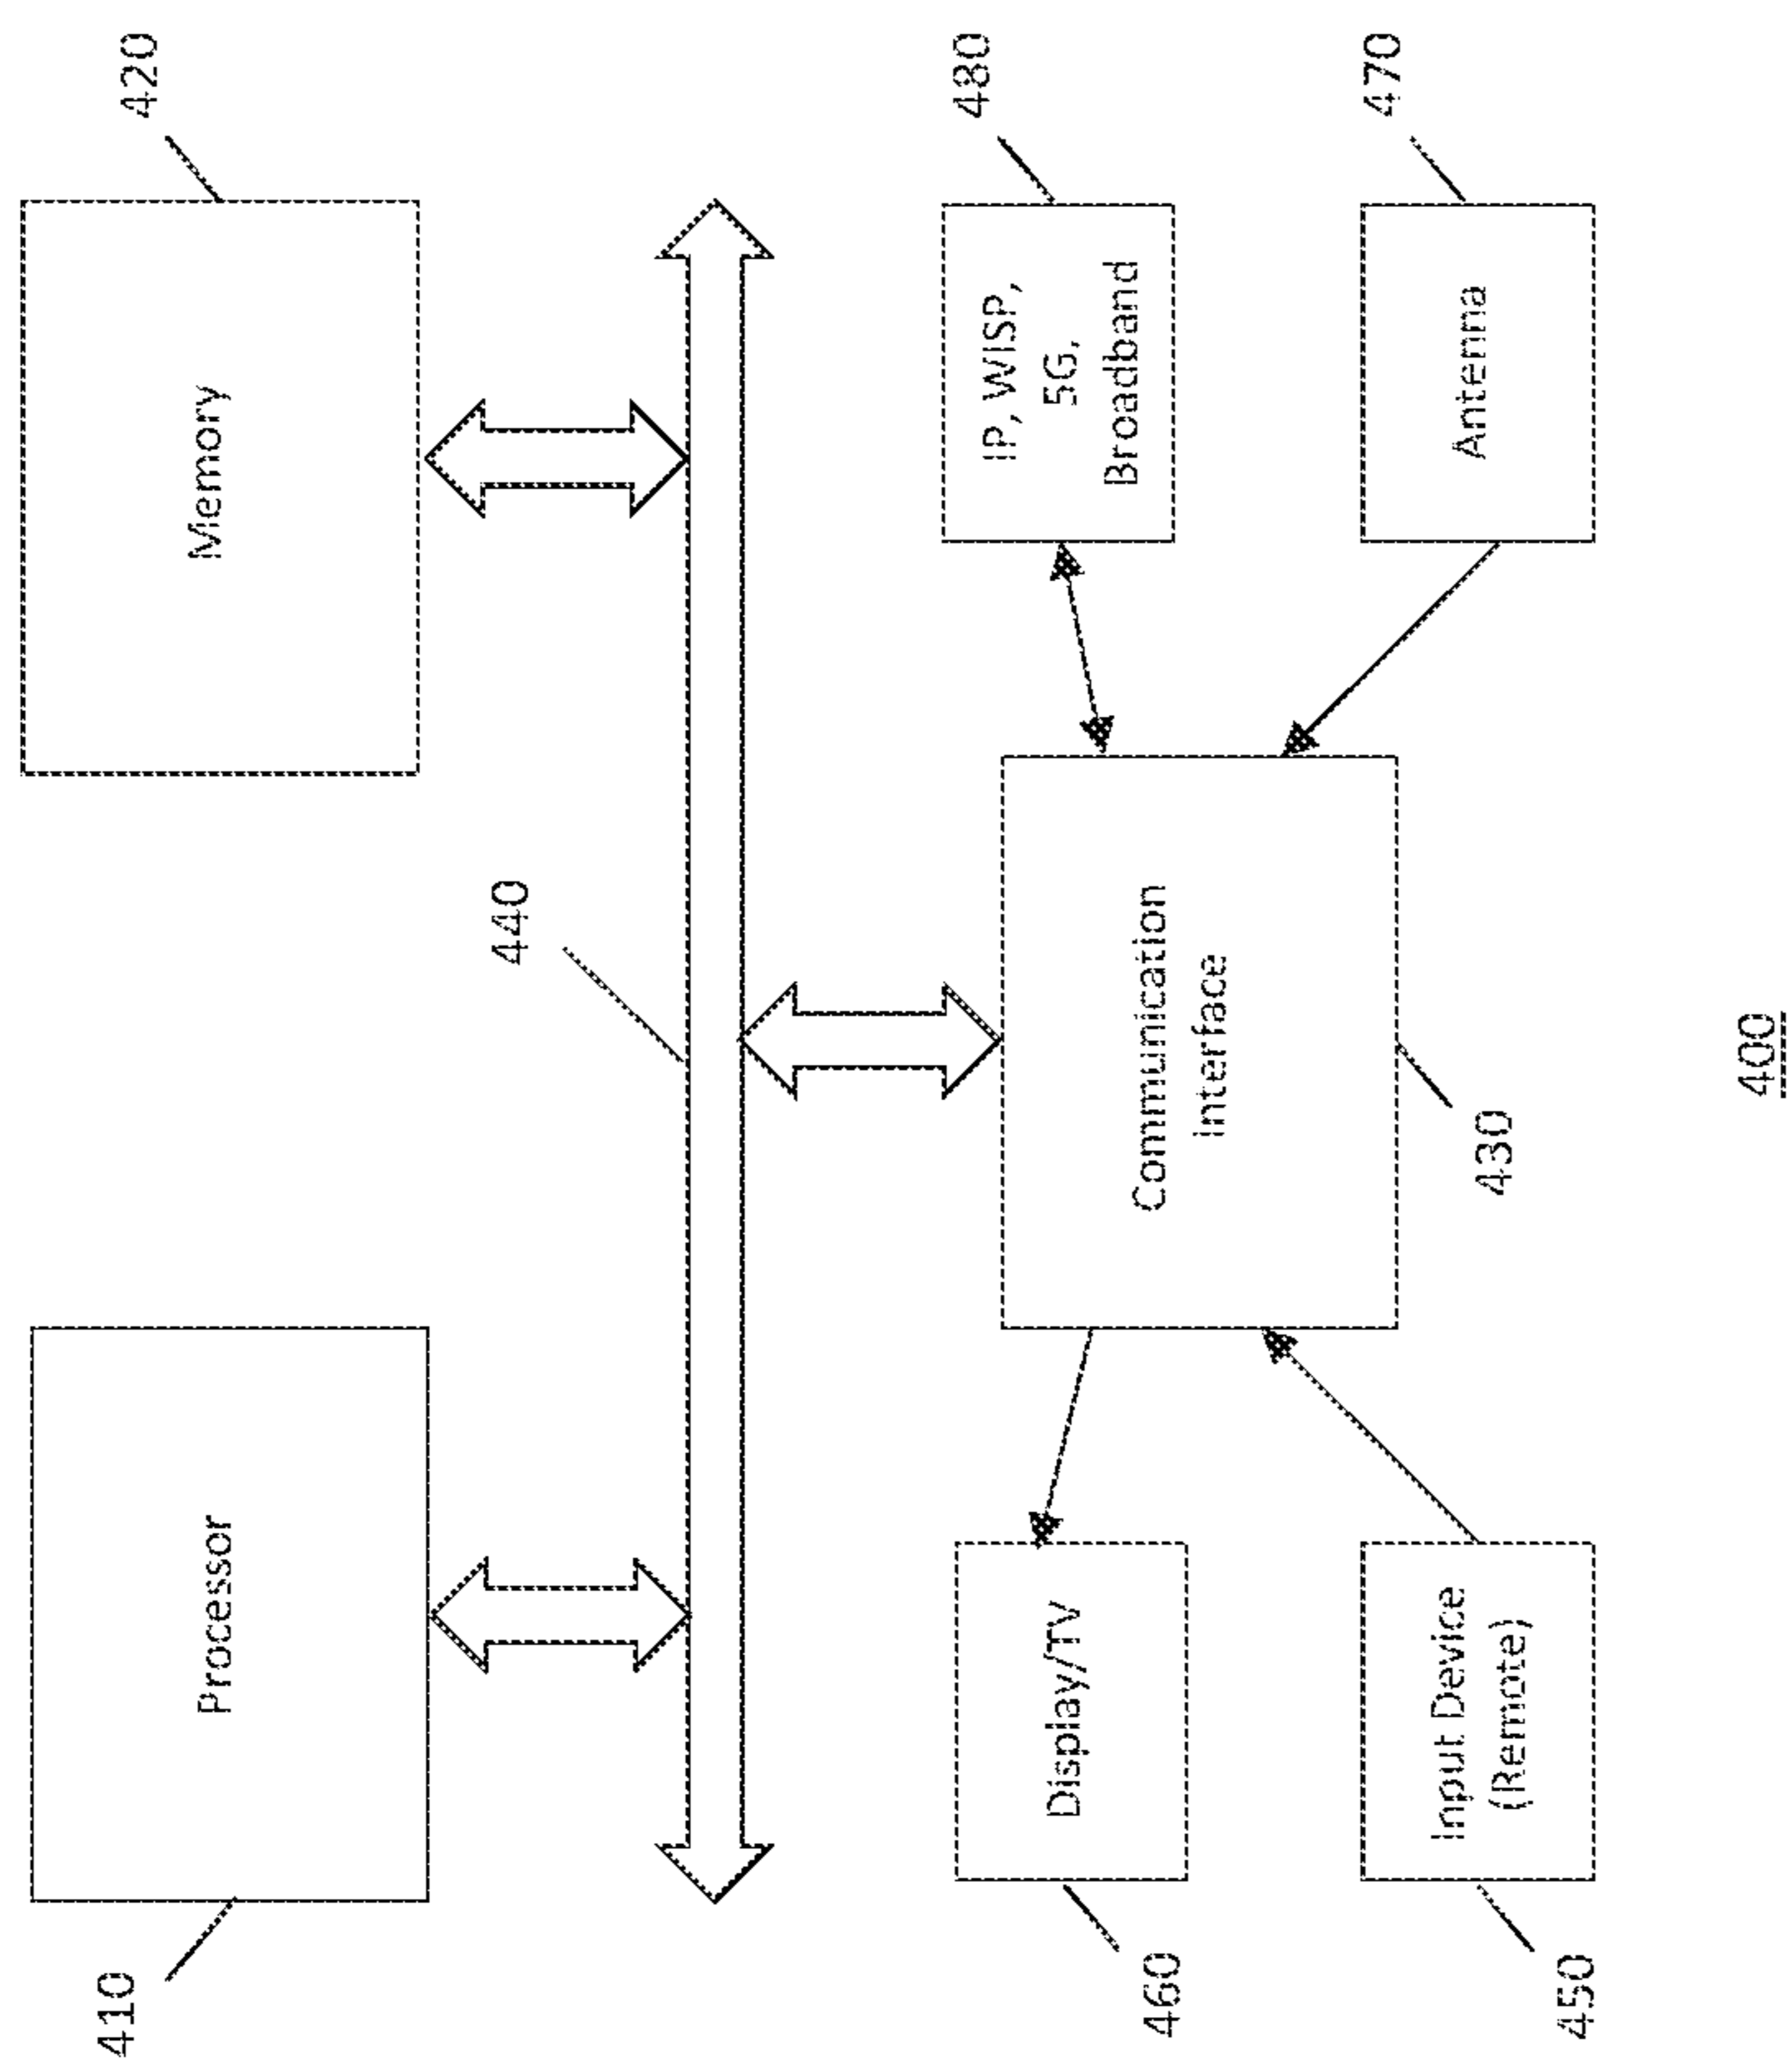 410
420
Processor
Memory
440
460
480
Display/TV
IP, WISP,
5G,
Broadband
Communication
Interface
450
470
Input Device
(Remote)
Antenna
430
400